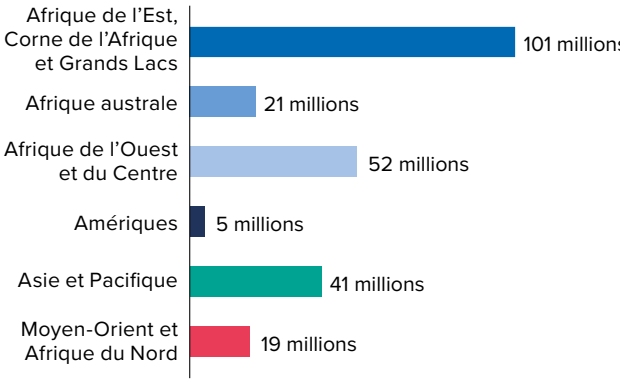 Afrique de l'Est,
Corne de l'Afrique
et Grands Lacs
101 millions
Afrique australe
21 millions
Afrique de l'Ouest
et du Centre
52 millions
Amériques
5 millions
Asie et Pacifique
41 millions
Moyen-Orient et
Afrique du Nord
19 millions